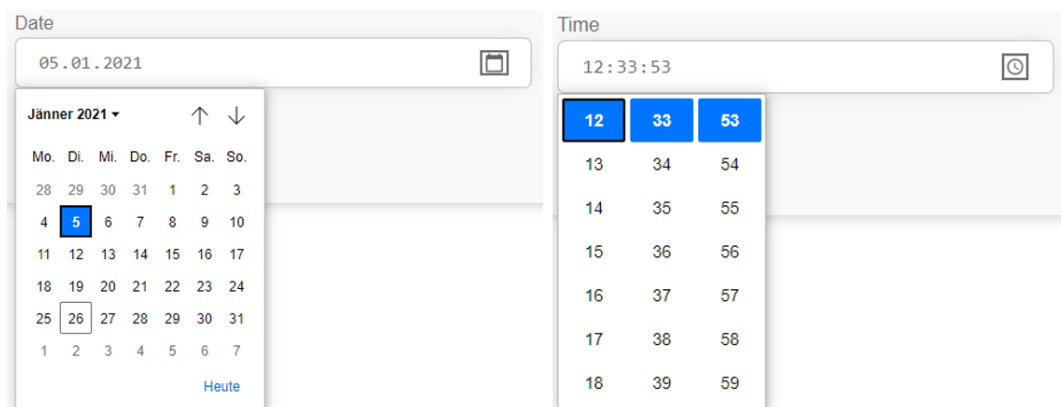 Date
05.01.2021
Jänner 2021
Mo. Di. Mi. Do. Fr. Sa. So.
28 29 30 31 1 2 3
4 5 6 7 8 9 10
11 12 13 14 15 16 17
18 19 20 21 22 23 24
25 26 27 28 29 30 31
1 2 3 4 5 6 7
Heute
Time
12:33:53
12 33 53
13 34 54
14 35 55
15 36 56
16 37 57
17 38 58
18 39 59